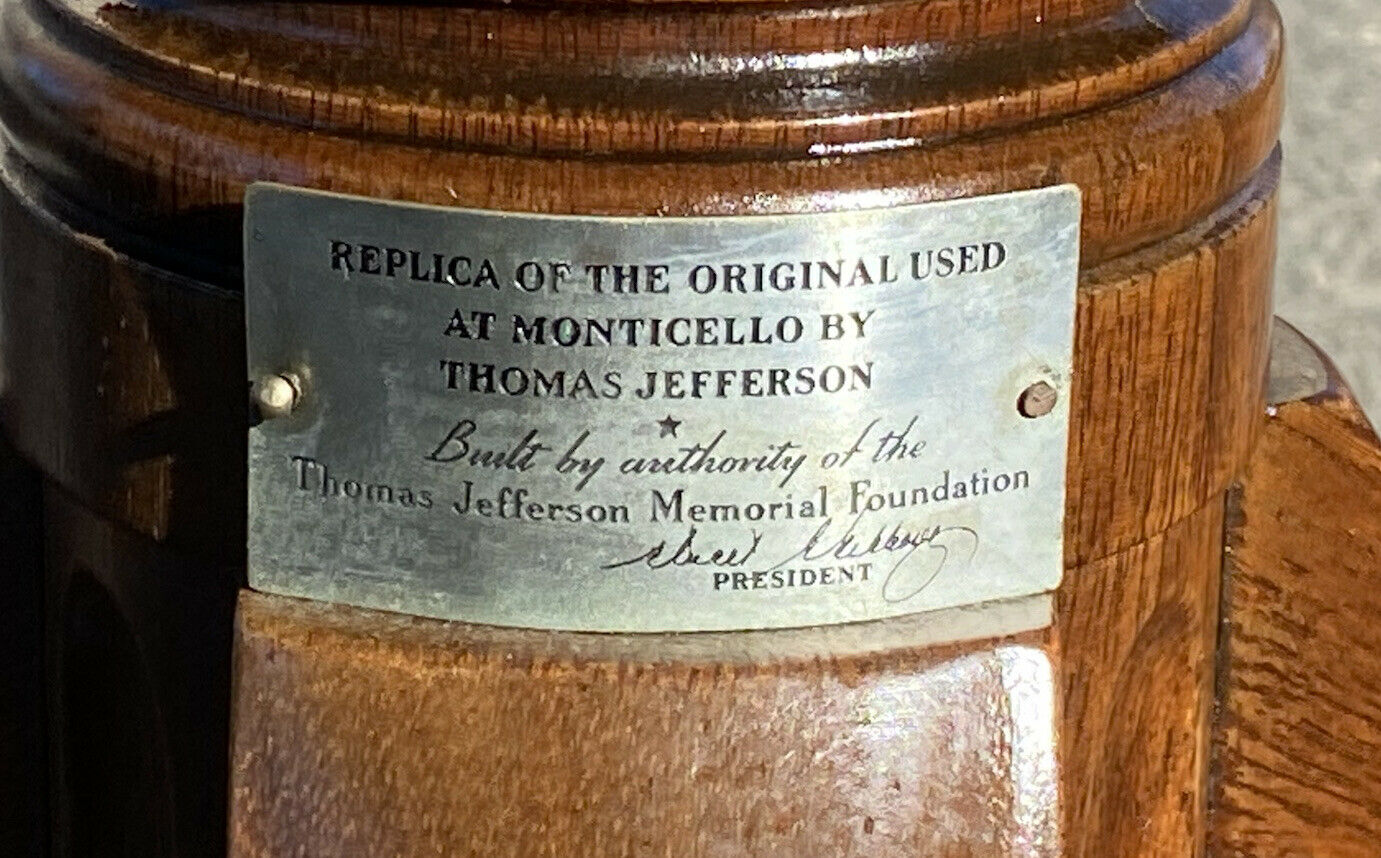 REPLICA OF THE ORIGINAL USED
AT MONTICELLO BY
THOMAS JEFFERSON
Built by authority of the
Thomas Jefferson Memorial Foundation
PRESIDENT